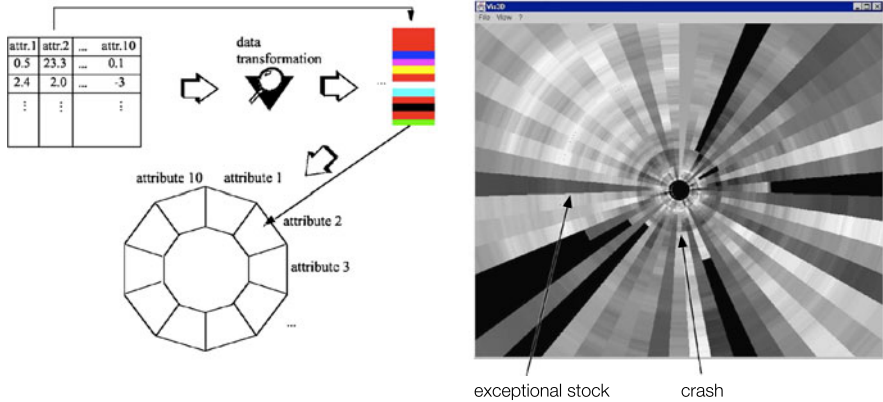 attr.1 attr.2 ... attr.10
0.5 23.3 ... 0.1
2.4 2.0 ... -3
⋮ ⋮ ⋮
data
transformation
...
attribute 10 attribute 1
attribute 2
attribute 3
...
Vis3D
File View ?
exceptional stock crash